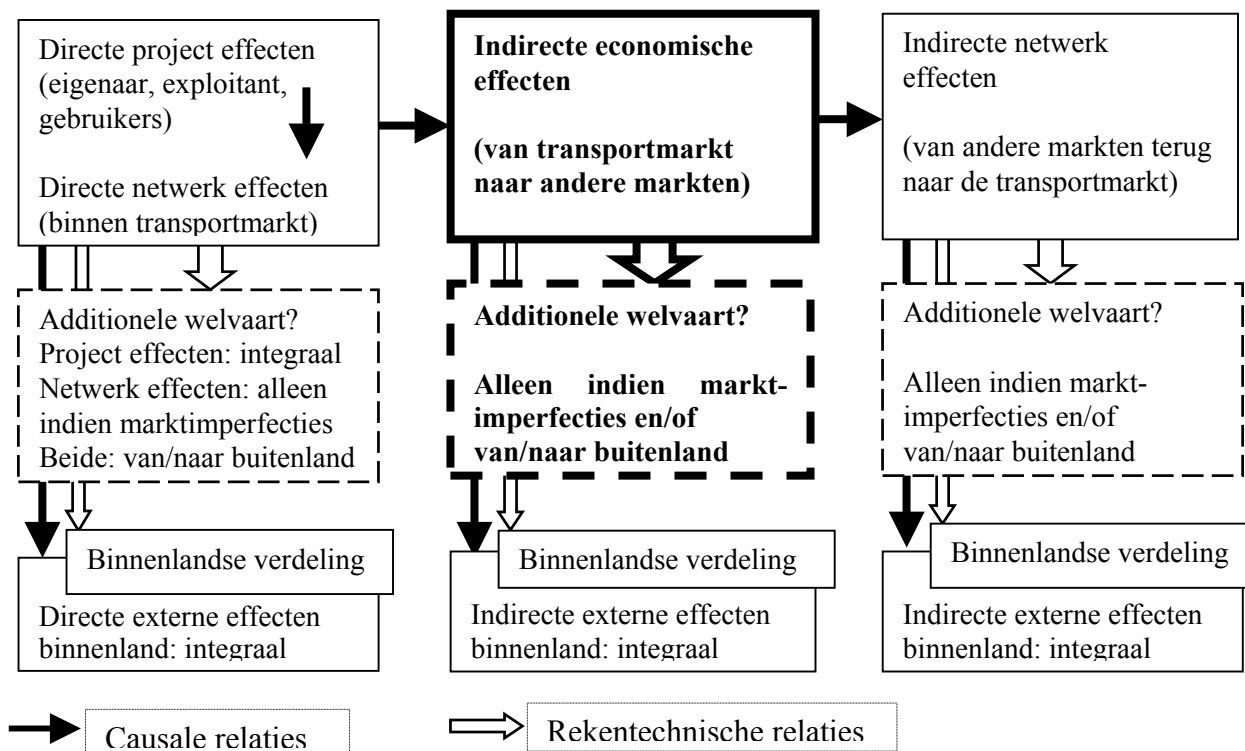 Directe project effecten
(eigenaar, exploitant,
gebruikers)
Directe netwerk effecten
(binnen transportmarkt)
Indirecte economische
effecten
(van transportmarkt
naar andere markten)
Indirecte netwerk
effecten
(van andere markten terug
naar de transportmarkt)
Additionele welvaart?
Project effecten: integraal
Netwerk effecten: alleen
indien marktimperfecties
Beide: van/naar buitenland
Additionele welvaart?
Alleen indien markt-
imperfecties en/of
van/naar buitenland
Additionele welvaart?
Alleen indien markt-
imperfecties en/of
van/naar buitenland
Binnenlandse verdeling
Directe externe effecten
binnenland: integraal
Binnenlandse verdeling
Indirecte externe effecten
binnenland: integraal
Binnenlandse verdeling
Indirecte externe effecten
binnenland: integraal
Causale relaties
Rekentechnische relaties